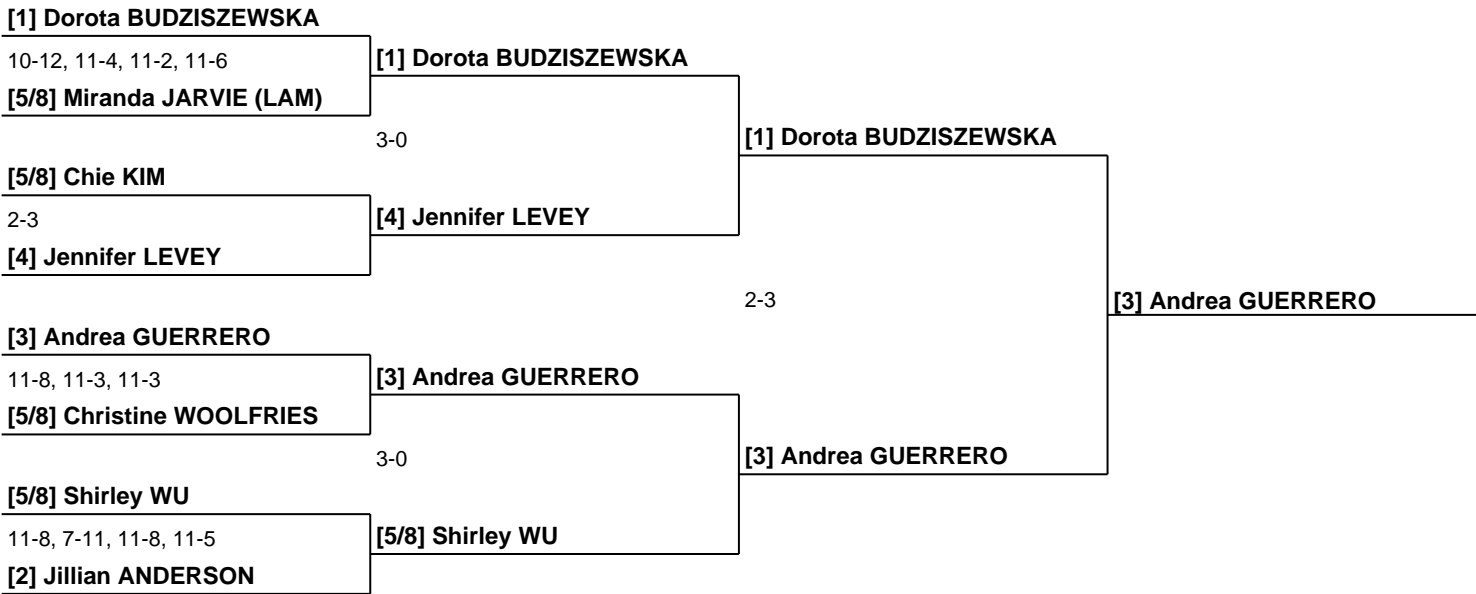 [1] Dorota BUDZISZEWSKA
10-12, 11-4, 11-2, 11-6
[1] Dorota BUDZISZEWSKA
[5/8] Miranda JARVIE (LAM)
3-0
[1] Dorota BUDZISZEWSKA
[5/8] Chie KIM
2-3
[4] Jennifer LEVEY
[4] Jennifer LEVEY
2-3
[3] Andrea GUERRERO
[3] Andrea GUERRERO
11-8, 11-3, 11-3
[3] Andrea GUERRERO
[5/8] Christine WOOLFRIES
3-0
[3] Andrea GUERRERO
[5/8] Shirley WU
11-8, 7-11, 11-8, 11-5
[5/8] Shirley WU
[2] Jillian ANDERSON